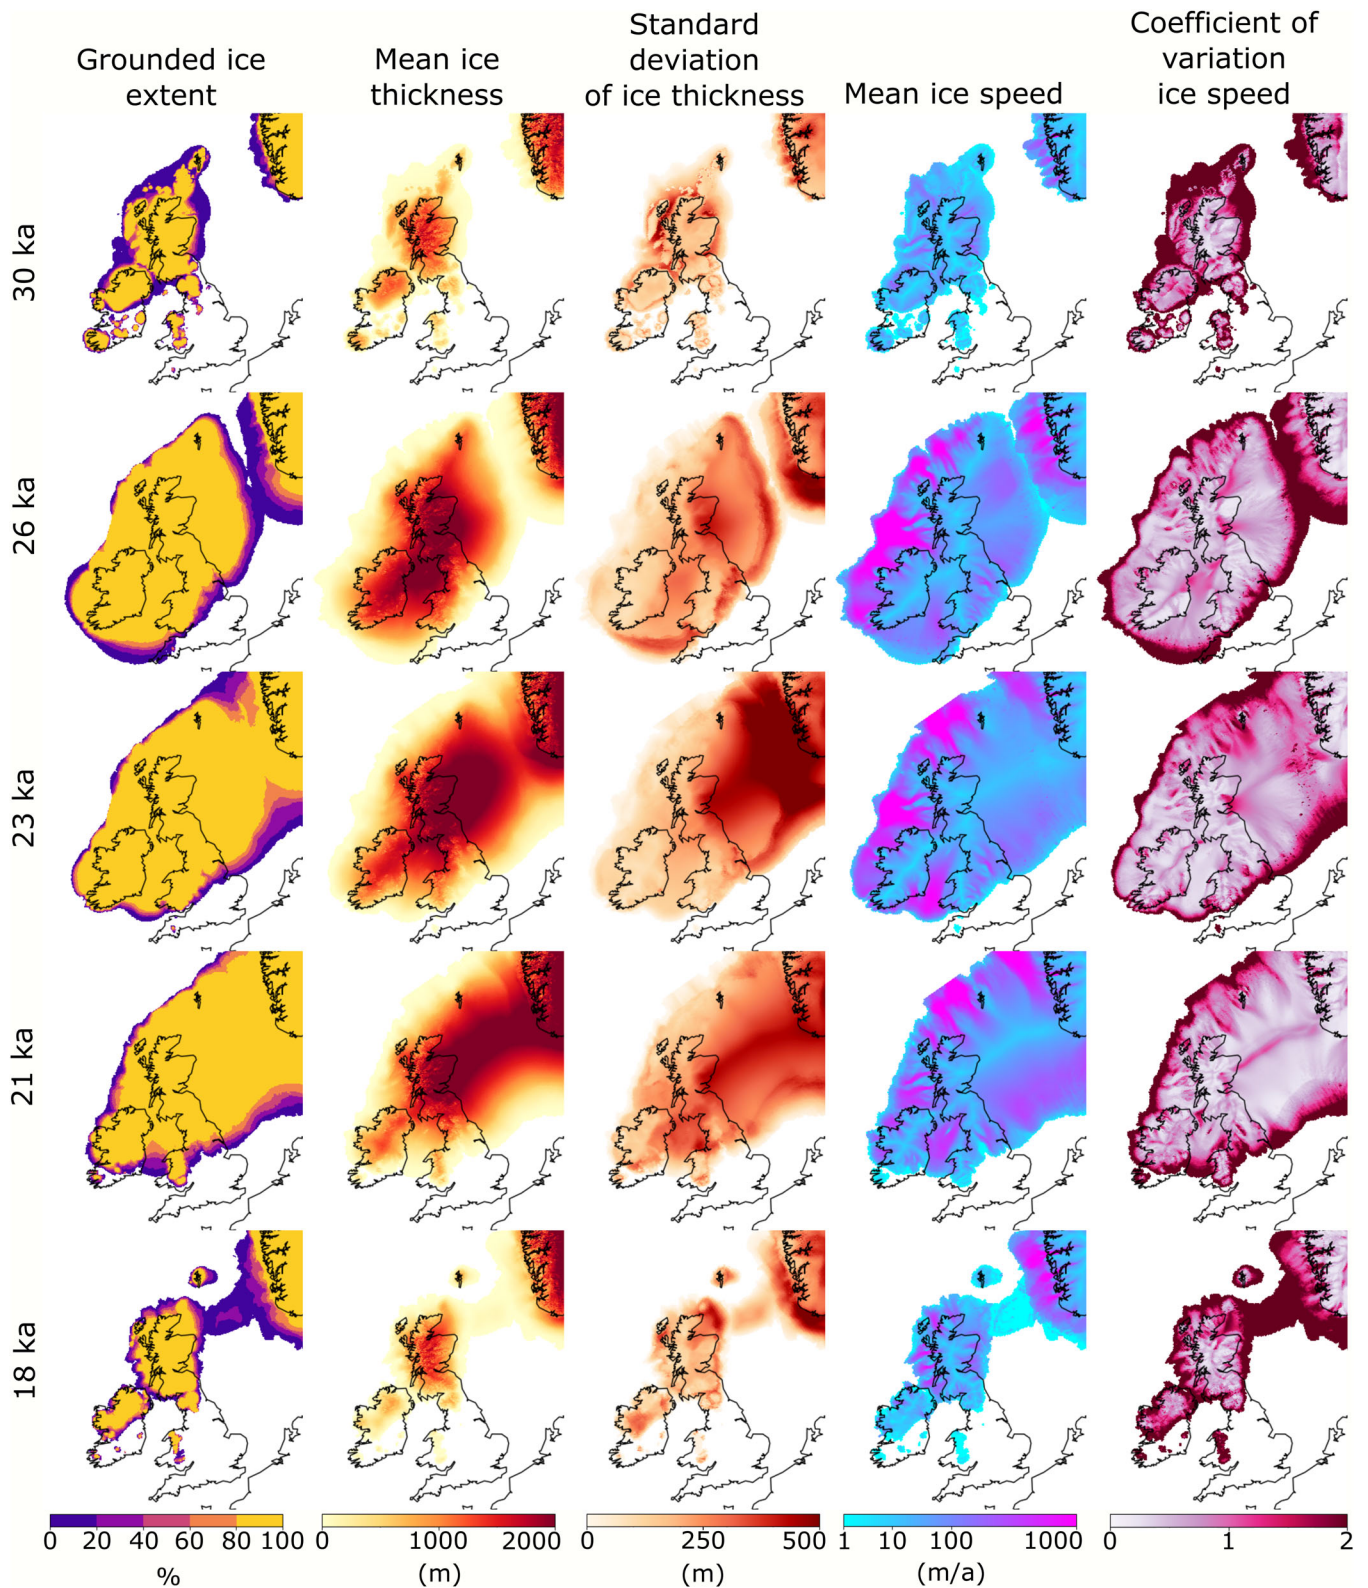 Grounded ice
extent
Mean ice
thickness
Standard
deviation
of ice thickness
Mean ice speed
Coefficient of
variation
ice speed
30 ka
26 ka
23 ka
21 ka
18 ka
0 20 40 60 80 100
%
0 1000 2000
(m)
0 250 500
(m)
1 10 100 1000
(m/a)
0 1 2